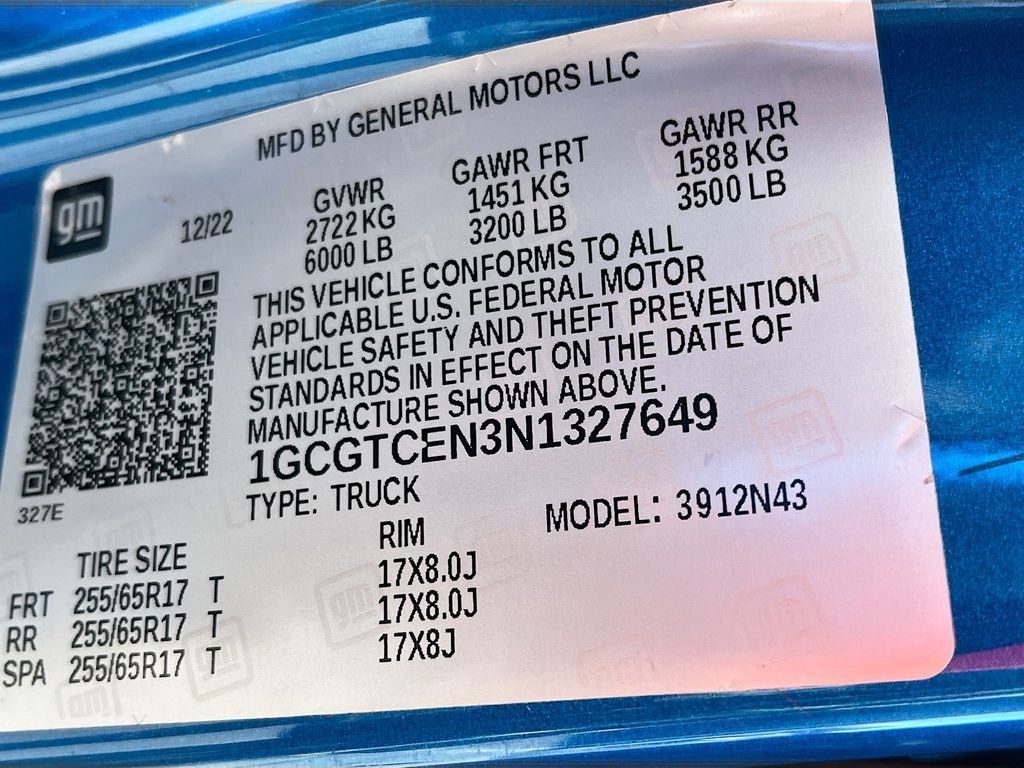 MFD BY GENERAL MOTORS LLC
gm
12/22
GVWR GAWR FRT GAWR RR
2722 KG 1451 KG 1588 KG
6000 LB 3200 LB 3500 LB
THIS VEHICLE CONFORMS TO ALL
APPLICABLE U.S. FEDERAL MOTOR
VEHICLE SAFETY AND THEFT PREVENTION
STANDARDS IN EFFECT ON THE DATE OF
MANUFACTURE SHOWN ABOVE.
1GCGTCEN3N1327649
327E
TYPE: TRUCK MODEL: 3912N43
TIRE SIZE RIM
FRT 255/65R17 T 17X8.0J
RR 255/65R17 T 17X8.0J
SPA 255/65R17 T 17X8J